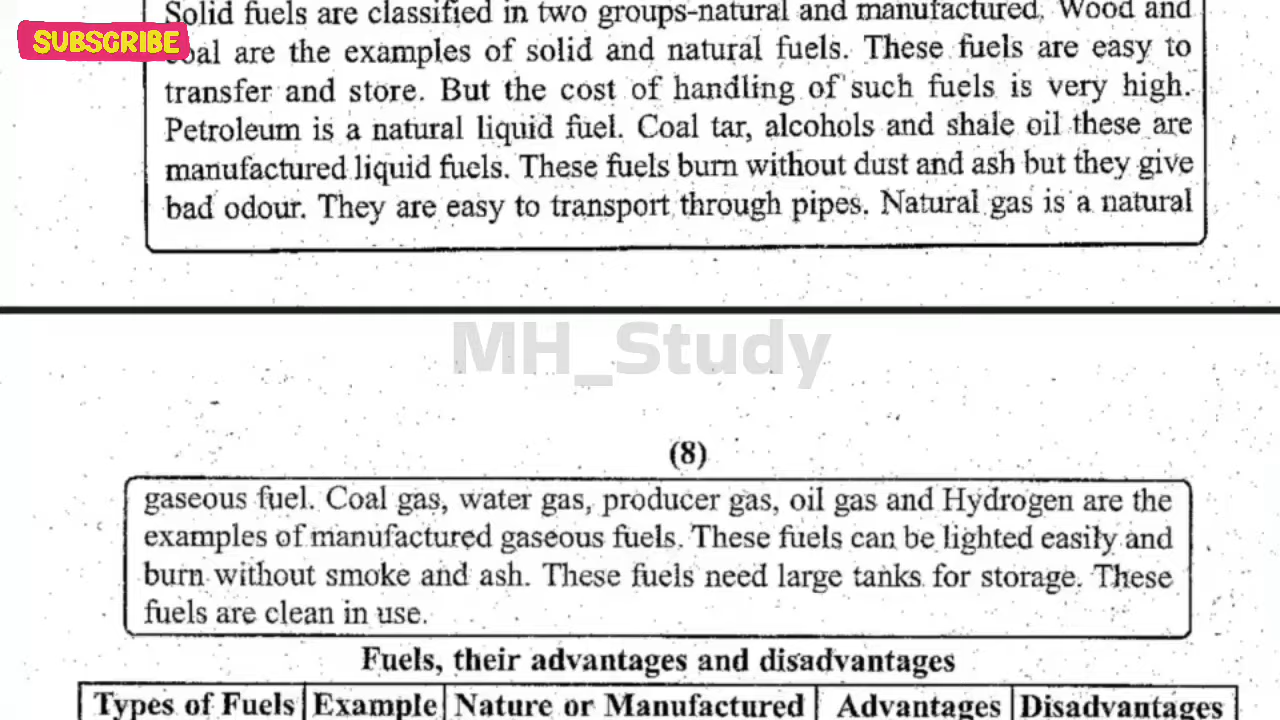 Solid fuels are classified in two groups-natural and manufactured. Wood and
SUBSCRIBE
coal are the examples of solid and natural fuels. These fuels are easy to
transfer and store. But the cost of handling of such fuels is very high.
Petroleum is a natural liquid fuel. Coal tar, alcohols and shale oil these are
manufactured liquid fuels. These fuels burn without dust and ash but they give
bad odour. They are easy to transport through pipes. Natural gas is a natural
MH_Study
(8)
gaseous fuel. Coal gas, water gas, producer gas, oil gas and Hydrogen are the
examples of manufactured gaseous fuels. These fuels can be lighted easily and
burn without smoke and ash. These fuels need large tanks for storage. These
fuels are clean in use.
Fuels, their advantages and disadvantages
Types of Fuels Example Nature or Manufactured Advantages Disadvantages